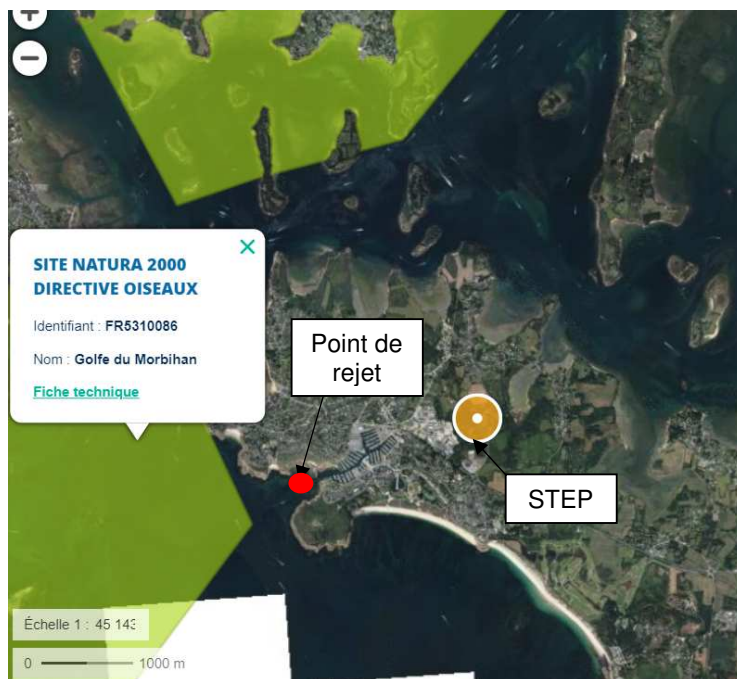 +
−
SITE NATURA 2000
DIRECTIVE OISEAUX
Identifiant : FR5310086
Nom : Golfe du Morbihan
Fiche technique
Point de
rejet
STEP
Échelle 1 : 45 143
0 1000 m